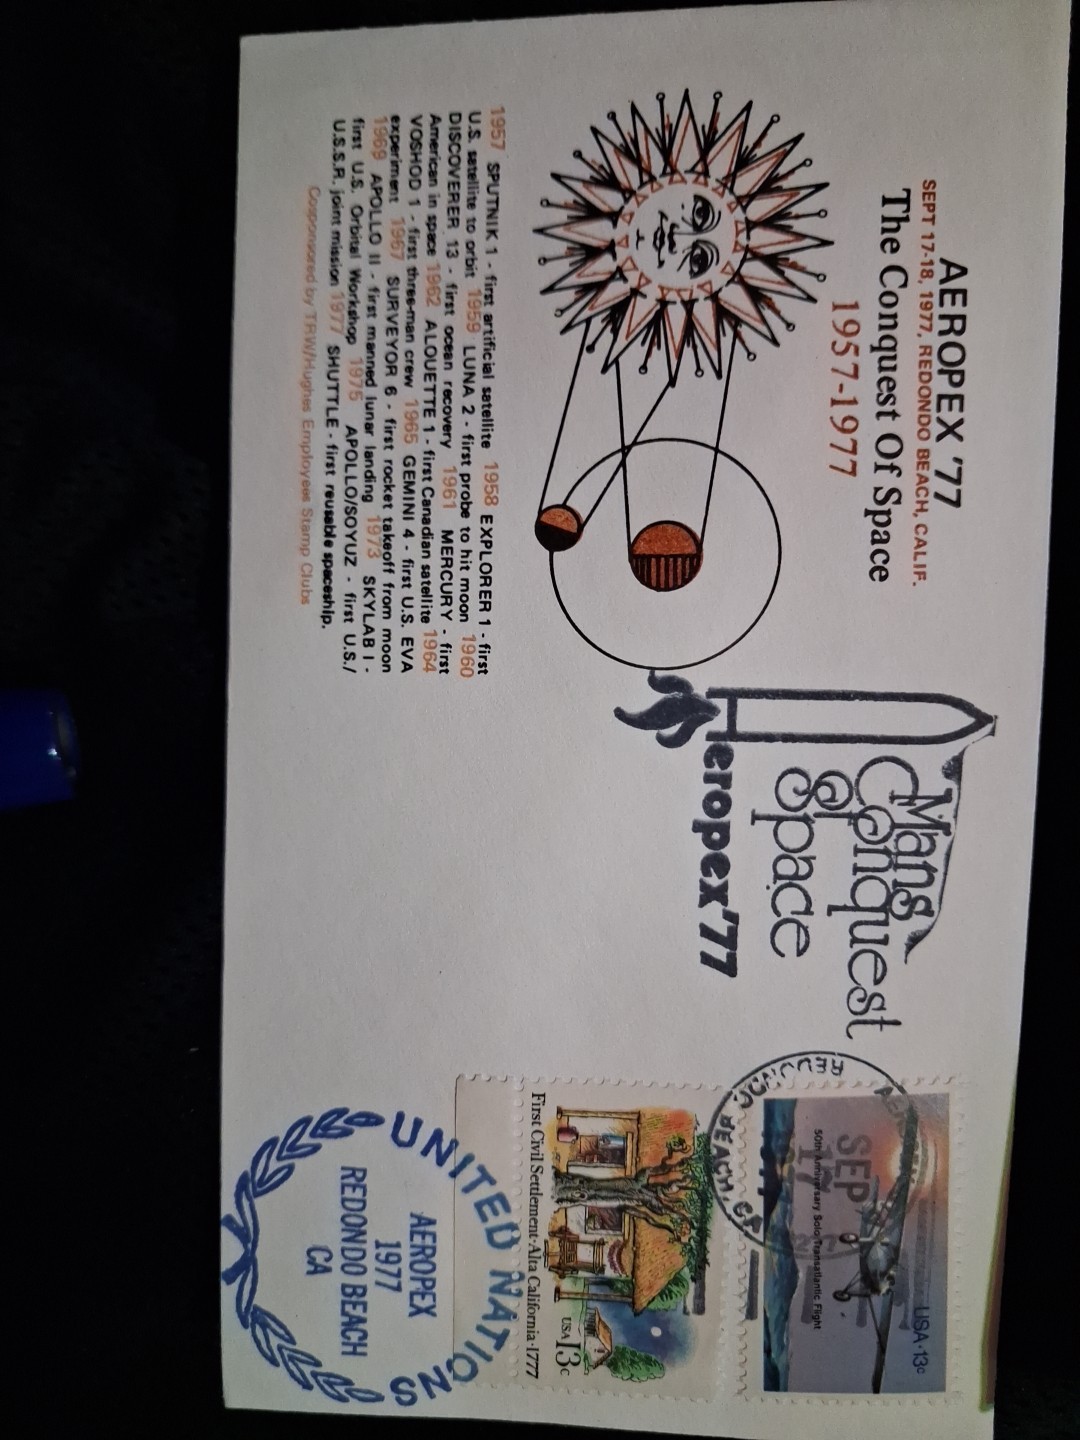 AEROPEX '77
SEPT 17-18, 1977, REDONDO BEACH, CALIF.
The Conquest Of Space
1957-1977
1957 SPUTNIK 1 - first artificial satellite 1958 EXPLORER 1 - first
U.S. satellite to orbit 1959 LUNA 2 - first probe to hit moon 1960
DISCOVERER 13 - first ocean recovery 1961 MERCURY - first
American in space 1962 ALOUETTE 1 - first Canadian satellite 1964
VOSHOD 1 - first three-man crew 1965 GEMINI 4 - first U.S. EVA
experiment 1967 SURVEYOR 6 - first rocket takeoff from moon
1969 APOLLO II - first manned lunar landing 1973 SKYLAB I -
first U.S. Orbital Workshop 1975 APOLLO/SOYUZ - first U.S./
U.S.S.R. joint mission 1977 SHUTTLE - first reusable spaceship.
Cosponsored by TRW/Hughes Employees Stamp Clubs
Mans
Conquest
Space
Aeropex'77
SEP
17
BEACH, CA
USA·13c
50th Anniversary Solo Transatlantic Flight
First Civil Settlement·Alta California·1777
USA 13c
UNITED NATIONS
AEROPEX
1977
REDONDO BEACH
CA